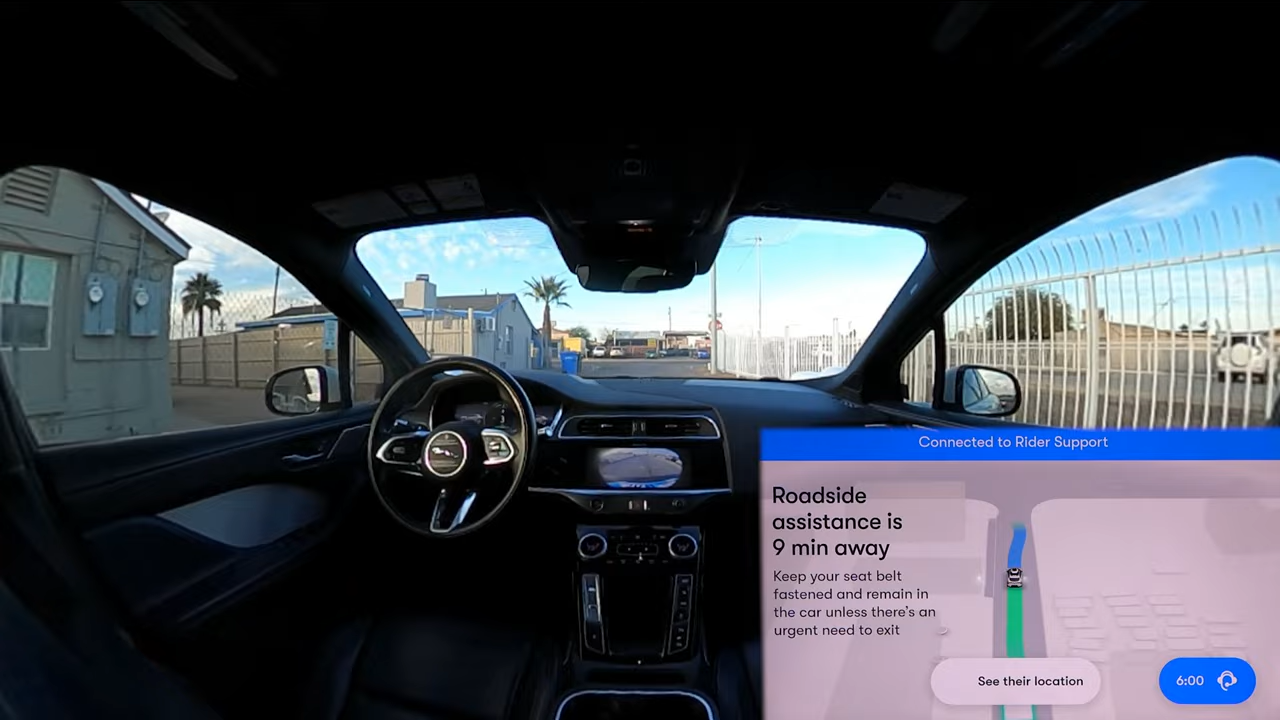 Connected to Rider Support
Roadside
assistance is
9 min away
Keep your seat belt
fastened and remain in
the car unless there's an
urgent need to exit
See their location
6:00